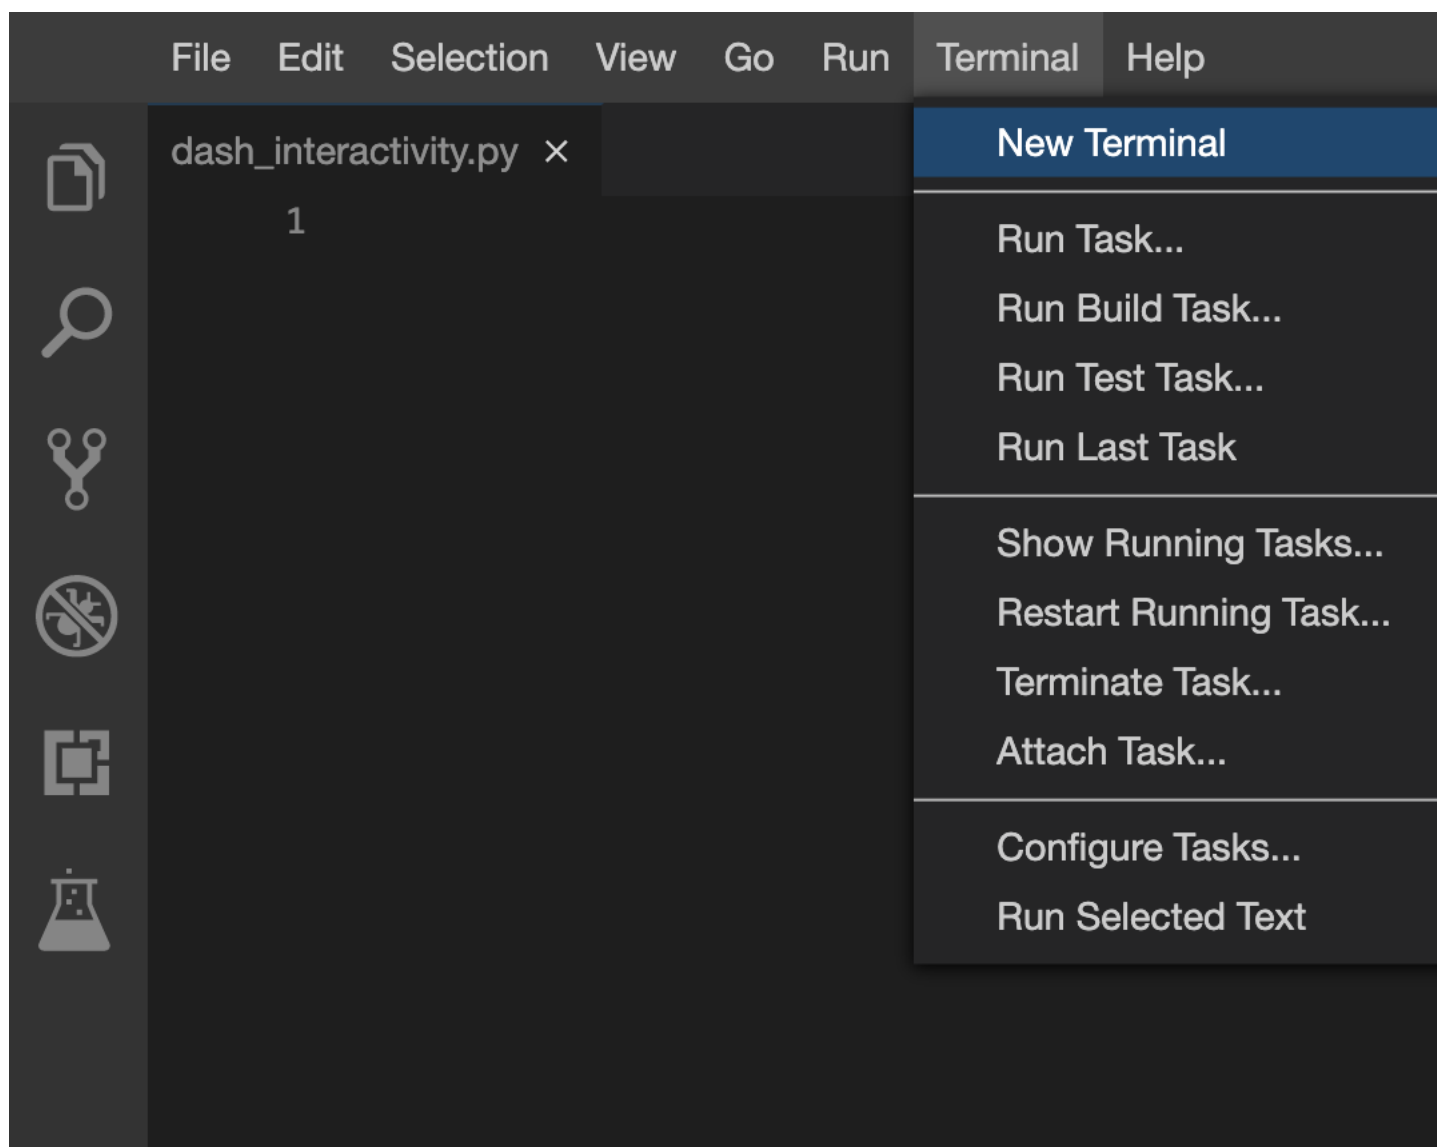 File Edit Selection View Go Run Terminal Help
dash_interactivity.py ×
1
New Terminal
Run Task...
Run Build Task...
Run Test Task...
Run Last Task
Show Running Tasks...
Restart Running Task...
Terminate Task...
Attach Task...
Configure Tasks...
Run Selected Text